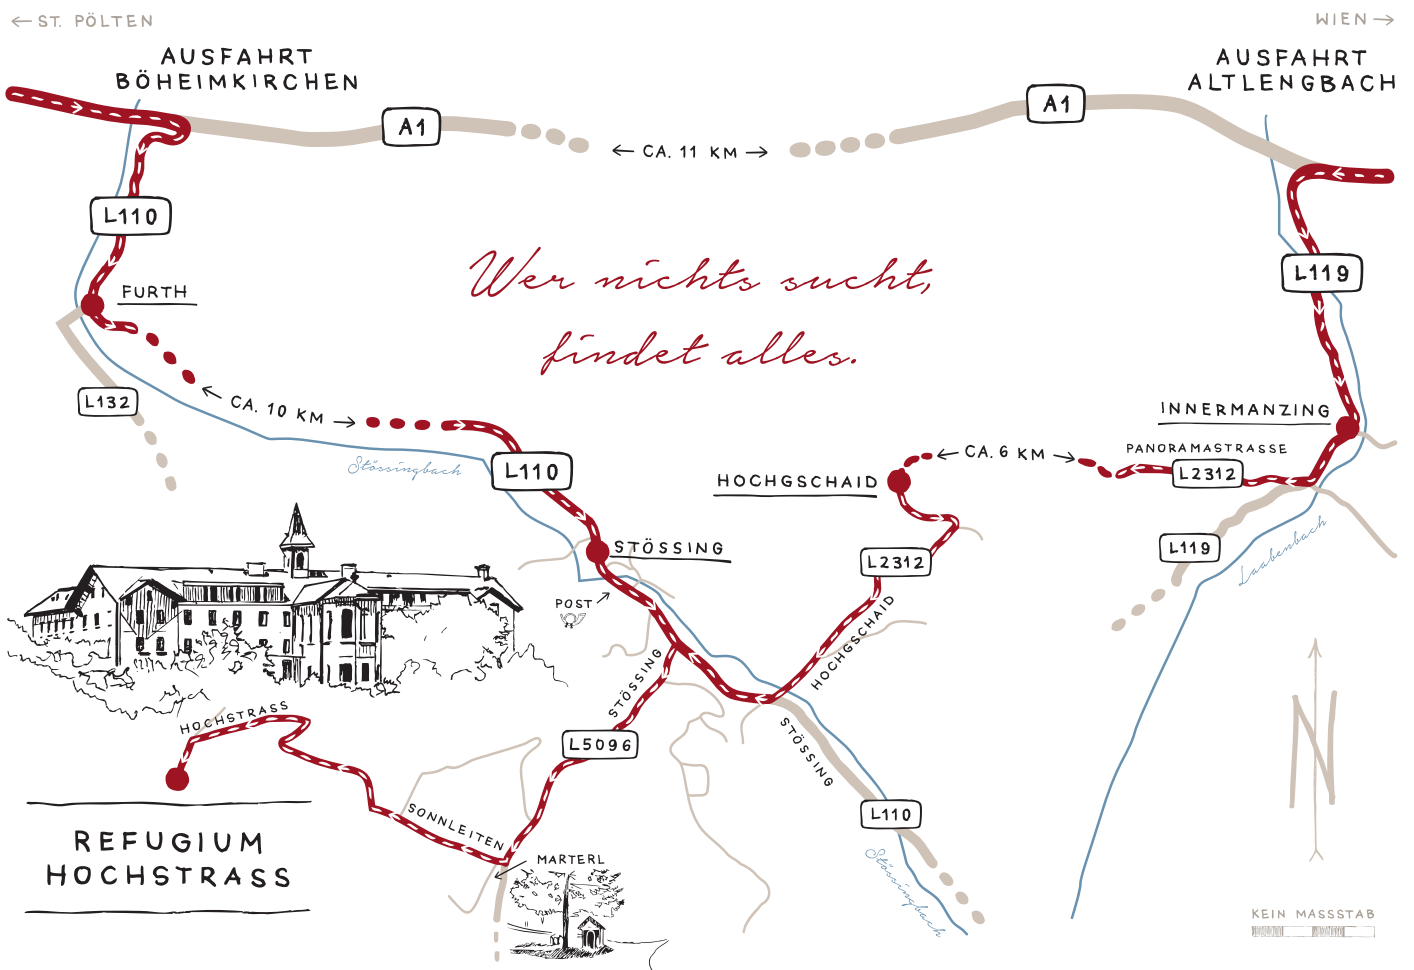 ← ST. PÖLTEN
WIEN →
AUSFAHRT
BÖHEIMKIRCHEN
AUSFAHRT
ALTLENGBACH
A1
A1
← CA. 11 KM →
L110
L119
Wer nichts sucht,
findet alles.
FURTH
L132
← CA. 10 KM →
Stössingbach
L110
INNERMANZING
PANORAMASTRASSE
← CA. 6 KM →
L2312
HOCHGSCHAID
STÖSSING
L2312
L119
Laabenbach
POST
HOCHGSCHAID
STÖSSING
HOCHSTRASS
STÖSSING
L5096
SONNLEITEN
L110
REFUGIUM
HOCHSTRASS
MARTERL
Stössingbach
N
KEIN MASSSTAB